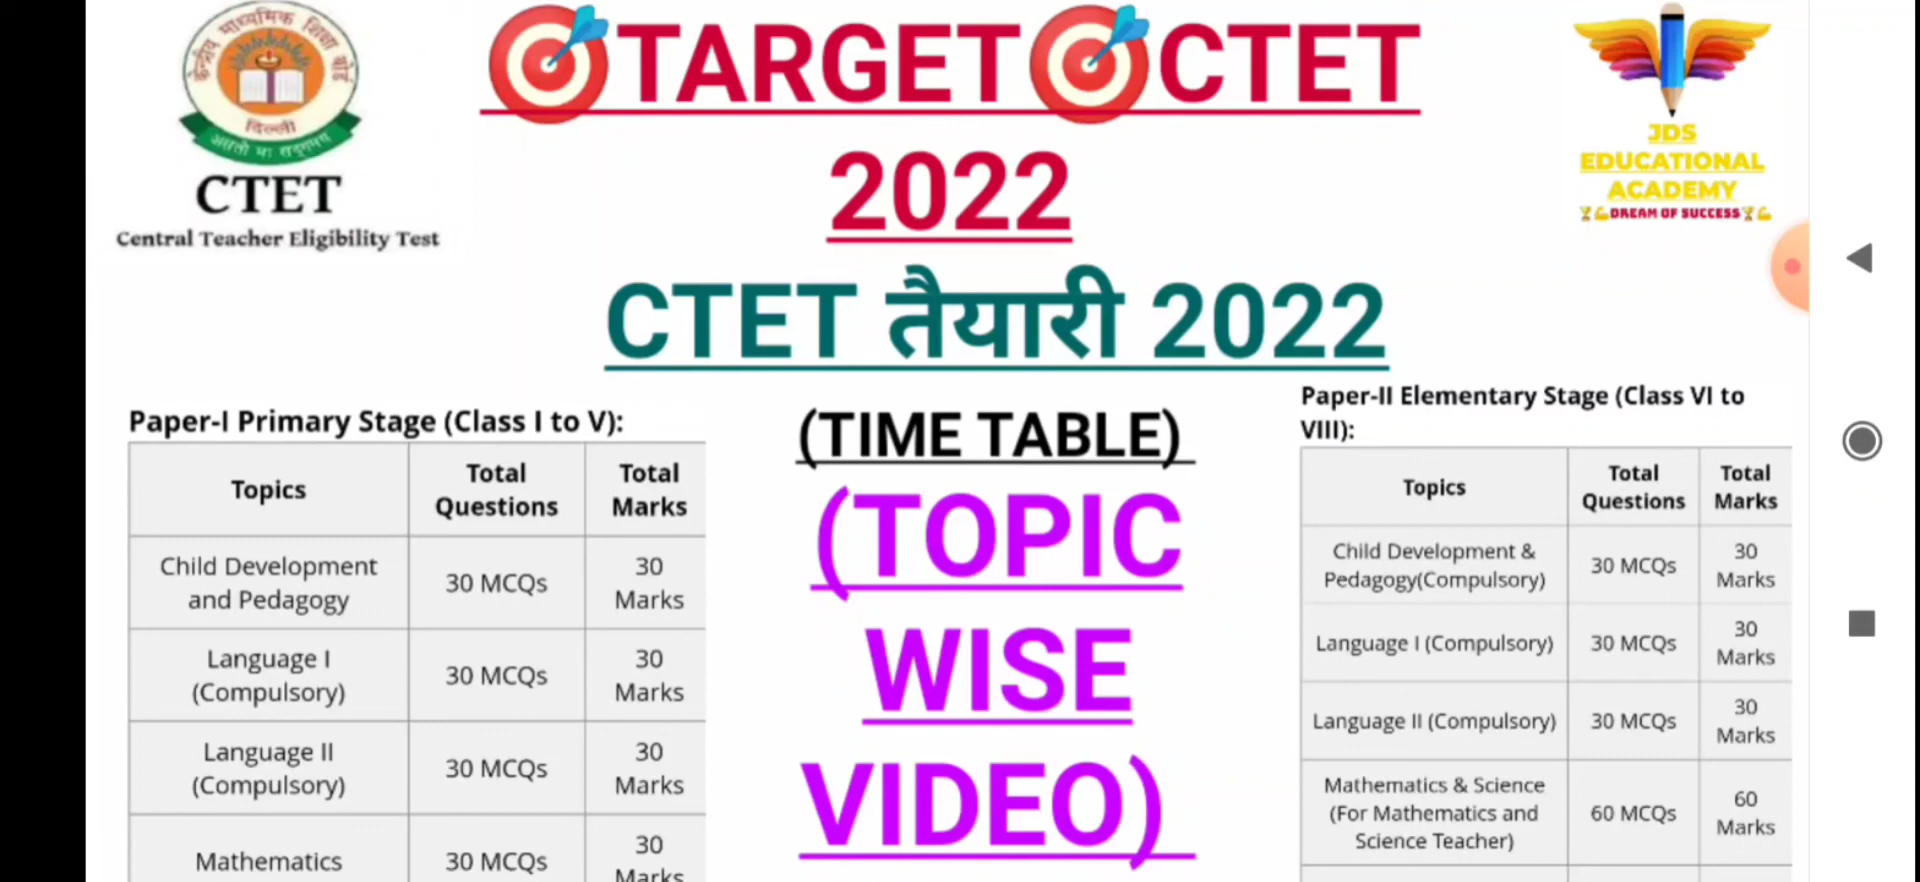 केन्द्रीय माध्यमिक शिक्षा बोर्ड
दिल्ली
असतो मा सद्गमय
CTET
Central Teacher Eligibility Test
TARGET CTET
2022
CTET तैयारी 2022
(TIME TABLE)
(TOPIC
WISE
VIDEO)
JDS
EDUCATIONAL
ACADEMY
DREAM OF SUCCESS
Paper-I Primary Stage (Class I to V):
Topics Total Questions Total Marks
Child Development and Pedagogy 30 MCQs 30 Marks
Language I (Compulsory) 30 MCQs 30 Marks
Language II (Compulsory) 30 MCQs 30 Marks
Mathematics 30 MCQs 30 Marks
Paper-II Elementary Stage (Class VI to
VIII):
Topics Total Questions Total Marks
Child Development & Pedagogy(Compulsory) 30 MCQs 30 Marks
Language I (Compulsory) 30 MCQs 30 Marks
Language II (Compulsory) 30 MCQs 30 Marks
Mathematics & Science (For Mathematics and Science Teacher) 60 MCQs 60 Marks